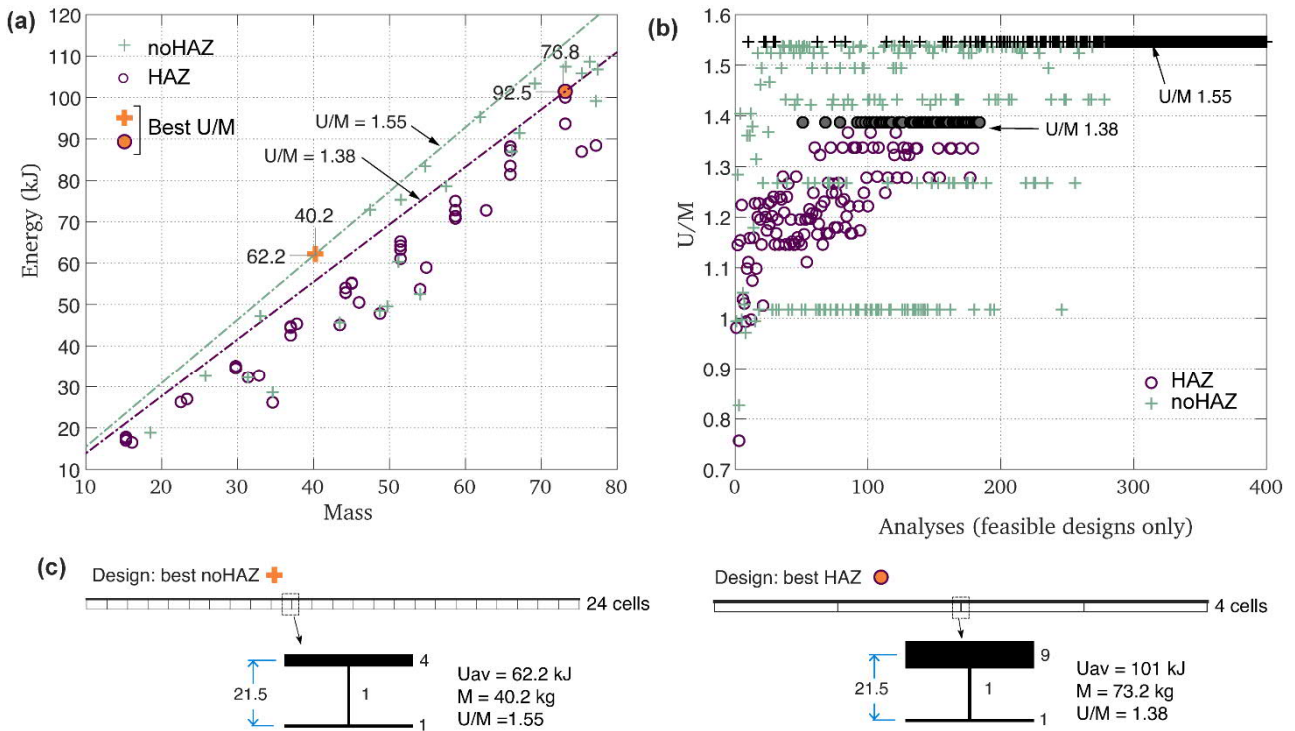 (a)
120
110
100
90
80
70
60
50
40
30
20
10
Energy (kJ)
noHAZ
HAZ
Best U/M
U/M = 1.55
U/M = 1.38
76.8
92.5
40.2
62.2
10 20 30 40 50 60 70 80
Mass
(b)
1.6
1.5
1.4
1.3
1.2
1.1
1
0.9
0.8
0.7
U/M
U/M 1.55
U/M 1.38
HAZ
noHAZ
0 100 200 300 400
Analyses (feasible designs only)
(c)
Design: best noHAZ
24 cells
4
21.5
1
1
Uav = 62.2 kJ
M = 40.2 kg
U/M =1.55
Design: best HAZ
4 cells
9
21.5
1
1
Uav = 101 kJ
M = 73.2 kg
U/M = 1.38